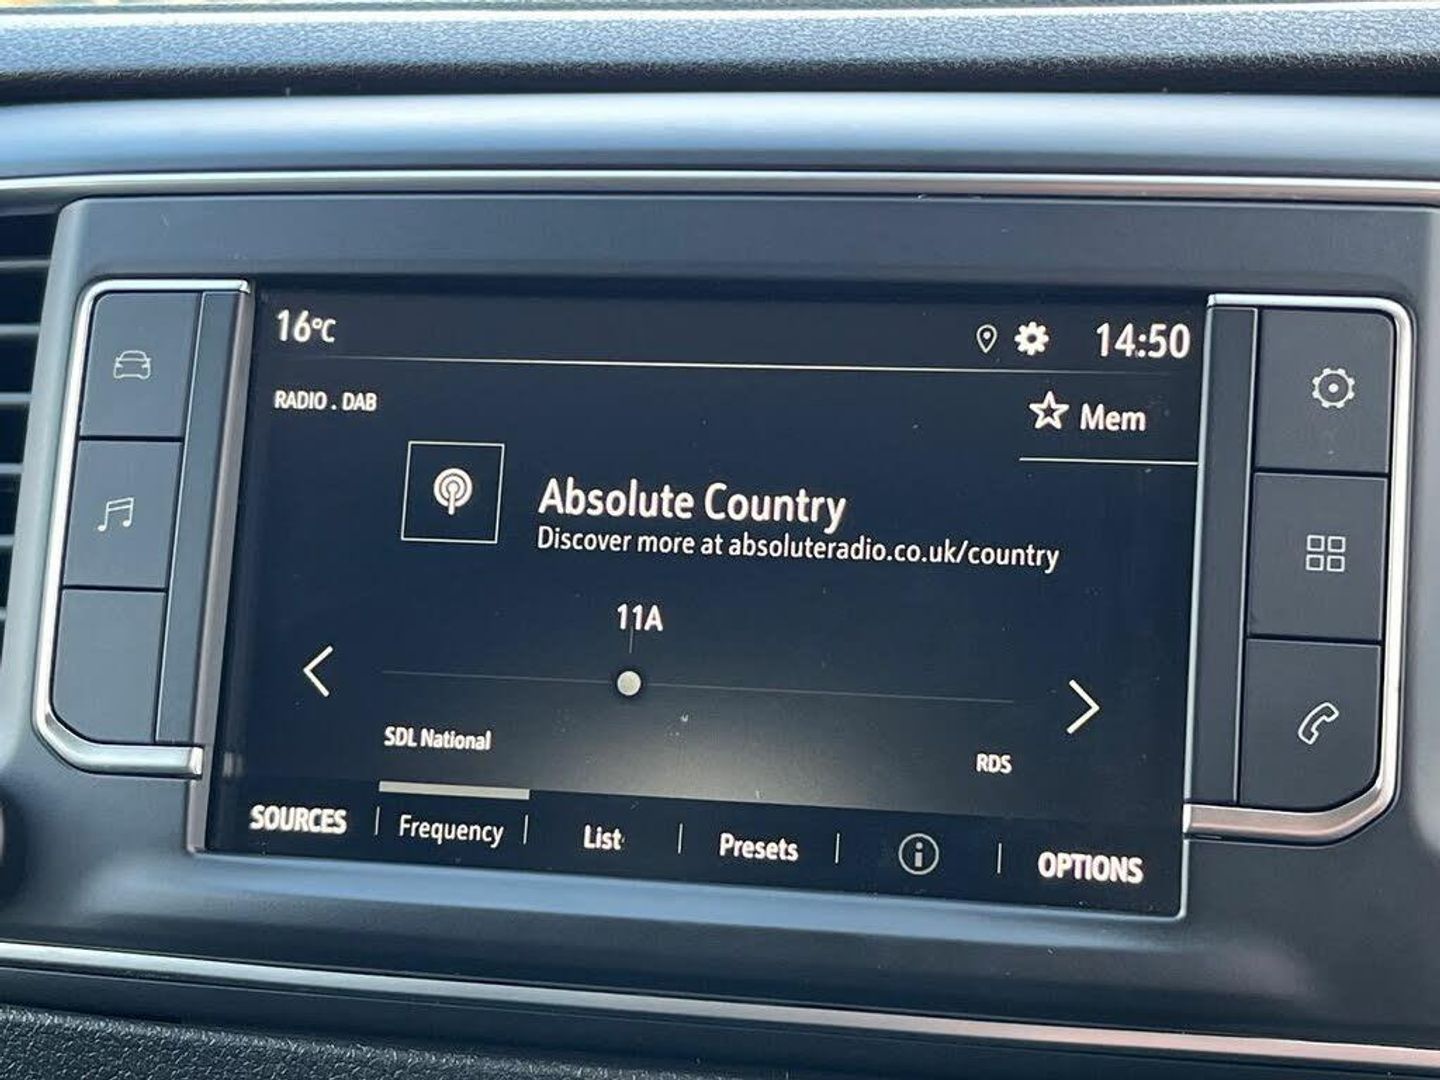 16°C
14:50
RADIO . DAB
Mem
Absolute Country
Discover more at absoluteradio.co.uk/country
11A
SDL National
RDS
SOURCES
Frequency
List
Presets
OPTIONS